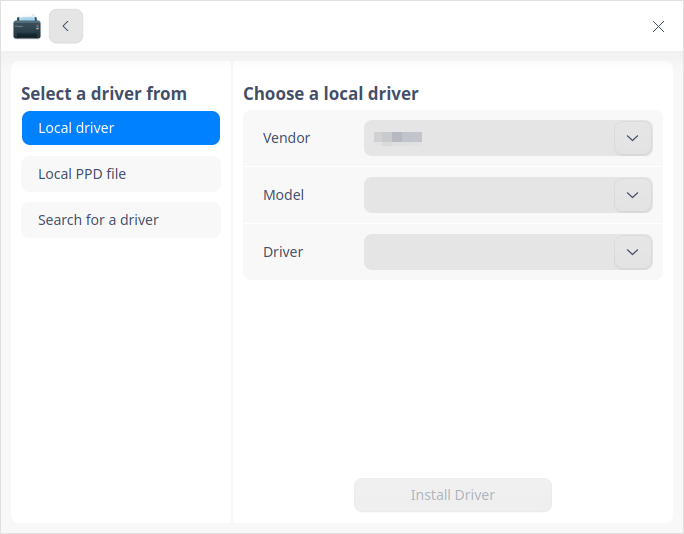 Select a driver from
Local driver
Local PPD file
Search for a driver
Choose a local driver
Vendor
Model
Driver
Install Driver